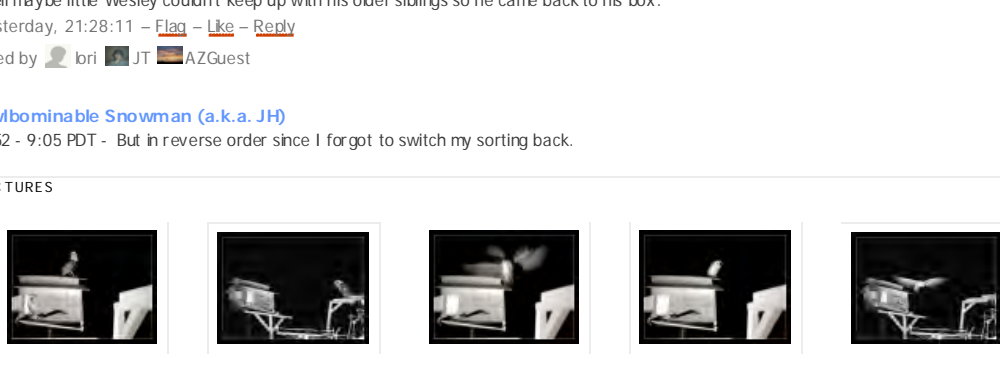 maybe little Wesley couldn't keep up with his older siblings so he came back to his box.
sterday, 21:28:11 – Flag – Like – Reply
ed by lori JT AZGuest
wlbominable Snowman (a.k.a. JH)
52 - 9:05 PDT - But in reverse order since I forgot to switch my sorting back.
CTURES